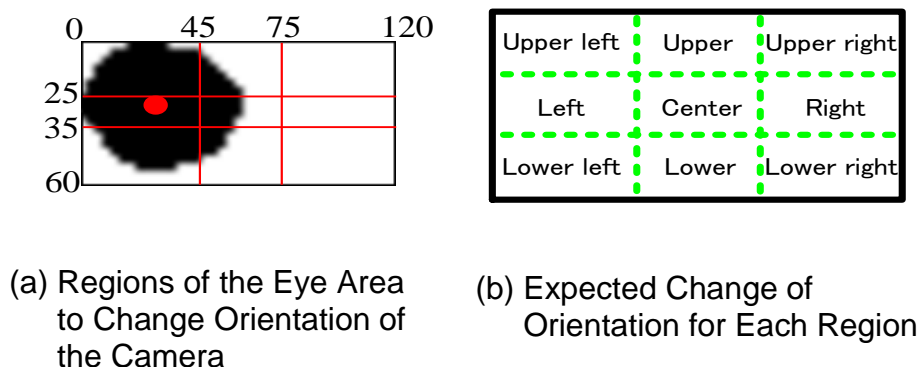 0 45 75 120
25
35
60
Upper left Upper Upper right
Left Center Right
Lower left Lower Lower right
(a) Regions of the Eye Area
to Change Orientation of
the Camera
(b) Expected Change of
Orientation for Each Region